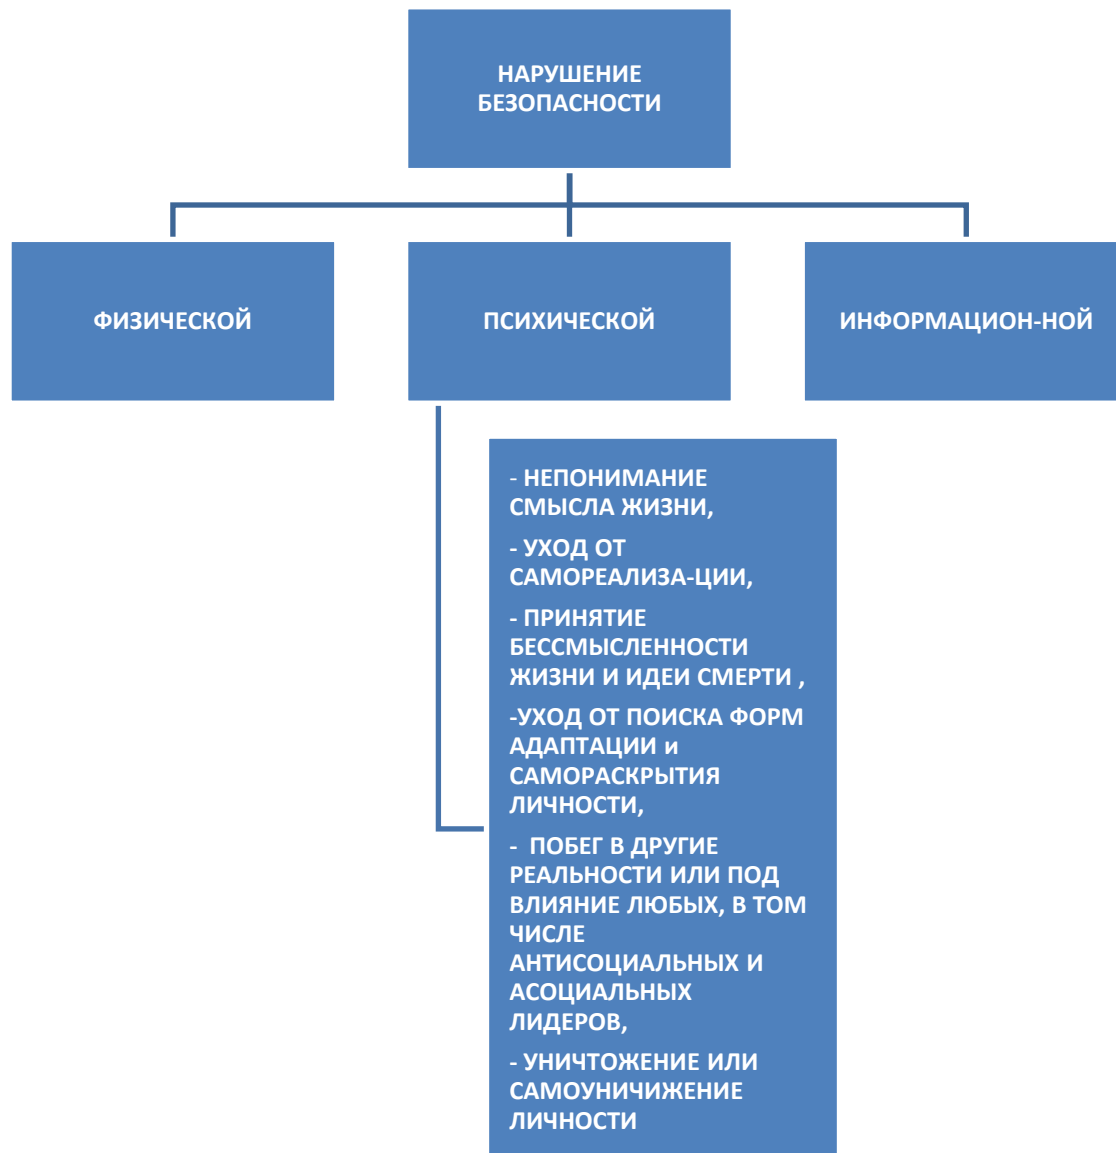 НАРУШЕНИЕ
БЕЗОПАСНОСТИ
ФИЗИЧЕСКОЙ
ПСИХИЧЕСКОЙ
ИНФОРМАЦИОН-НОЙ
- НЕПОНИМАНИЕ
СМЫСЛА ЖИЗНИ,
- УХОД ОТ
САМОРЕАЛИЗА-ЦИИ,
- ПРИНЯТИЕ
БЕССМЫСЛЕННОСТИ
ЖИЗНИ И ИДЕИ СМЕРТИ ,
-УХОД ОТ ПОИСКА ФОРМ
АДАПТАЦИИ и
САМОРАСКРЫТИЯ
ЛИЧНОСТИ,
- ПОБЕГ В ДРУГИЕ
РЕАЛЬНОСТИ ИЛИ ПОД
ВЛИЯНИЕ ЛЮБЫХ, В ТОМ
ЧИСЛЕ
АНТИСОЦИАЛЬНЫХ И
АСОЦИАЛЬНЫХ
ЛИДЕРОВ,
- УНИЧТОЖЕНИЕ ИЛИ
САМОУНИЧИЖЕНИЕ
ЛИЧНОСТИ